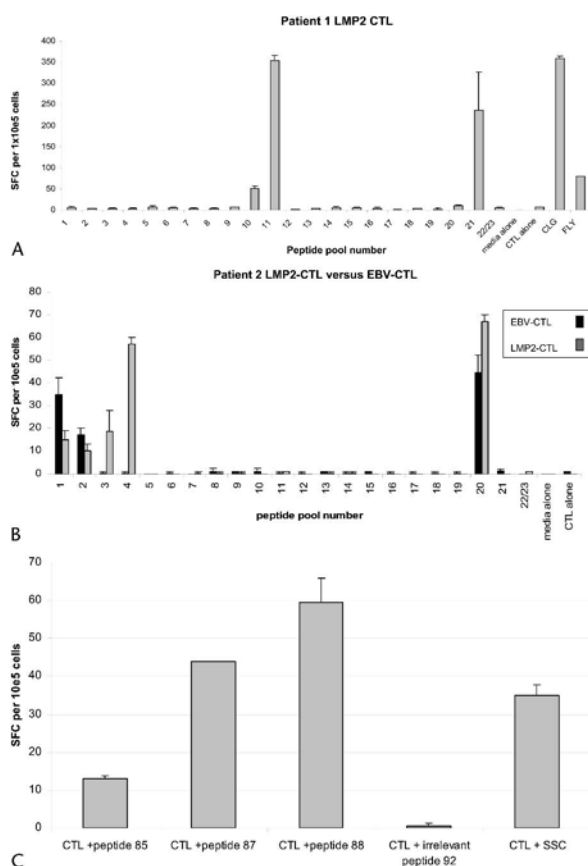 Patient 1 LMP2 CTL
SFC per 1x10e5 cells
400
350
300
250
200
150
100
50
0
1 2 3 4 5 6 7 8 9 10 11 12 13 14 15 16 17 18 19 20 21 22/23 media alone CTL alone CLG FLY
Peptide pool number
A
Patient 2 LMP2-CTL versus EBV-CTL
SFC per 10e5 cells
80
70
60
50
40
30
20
10
0
EBV-CTL
LMP2-CTL
1 2 3 4 5 6 7 8 9 10 11 12 13 14 15 16 17 18 19 20 21 22/23 media alone CTL alone
peptide pool number
B
SFC per 10e5 cells
70
60
50
40
30
20
10
0
CTL +peptide 85 CTL +peptide 87 CTL +peptide 88 CTL + irrelevant CTL + SSC
peptide 92
C